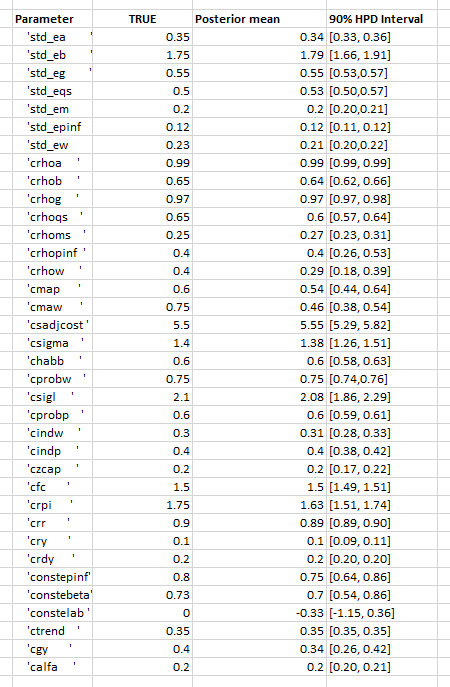 Parameter TRUE Posterior mean 90% HPD Interval
'std_ea ' 0.35 0.34 [0.33, 0.36]
'std_eb ' 1.75 1.79 [1.66, 1.91]
'std_eg ' 0.55 0.55 [0.53,0.57]
'std_eqs 0.5 0.53 [0.50,0.57]
'std_em 0.2 0.2 [0.20,0.21]
'std_epinf 0.12 0.12 [0.11, 0.12]
'std_ew 0.23 0.21 [0.20,0.22]
'crhoa ' 0.99 0.99 [0.99, 0.99]
'crhob ' 0.65 0.64 [0.62, 0.66]
'crhog ' 0.97 0.97 [0.97, 0.98]
'crhoqs ' 0.65 0.6 [0.57, 0.64]
'crhoms ' 0.25 0.27 [0.23, 0.31]
'crhopinf ' 0.4 0.4 [0.26, 0.53]
'crhow ' 0.4 0.29 [0.18, 0.39]
'cmap ' 0.6 0.54 [0.44, 0.64]
'cmaw ' 0.75 0.46 [0.38, 0.54]
'csadjcost ' 5.5 5.55 [5.29, 5.82]
'csigma ' 1.4 1.38 [1.26, 1.51]
'chabb ' 0.6 0.6 [0.58, 0.63]
'cprobw ' 0.75 0.75 [0.74,0.76]
'csigl ' 2.1 2.08 [1.86, 2.29]
'cprobp ' 0.6 0.6 [0.59, 0.61]
'cindw ' 0.3 0.31 [0.28, 0.33]
'cindp ' 0.4 0.4 [0.38, 0.42]
'czcap ' 0.2 0.2 [0.17, 0.22]
'cfc ' 1.5 1.5 [1.49, 1.51]
'crpi ' 1.75 1.63 [1.51, 1.74]
'crr ' 0.9 0.89 [0.89, 0.90]
'cry ' 0.1 0.1 [0.09, 0.11]
'crdy ' 0.2 0.2 [0.20, 0.20]
'constepinf' 0.8 0.75 [0.64, 0.86]
'constebeta' 0.73 0.7 [0.54, 0.86]
'constelab ' 0 -0.33 [-1.15, 0.36]
'ctrend ' 0.35 0.35 [0.35, 0.35]
'cgy ' 0.4 0.34 [0.26, 0.42]
'calfa ' 0.2 0.2 [0.20, 0.21]